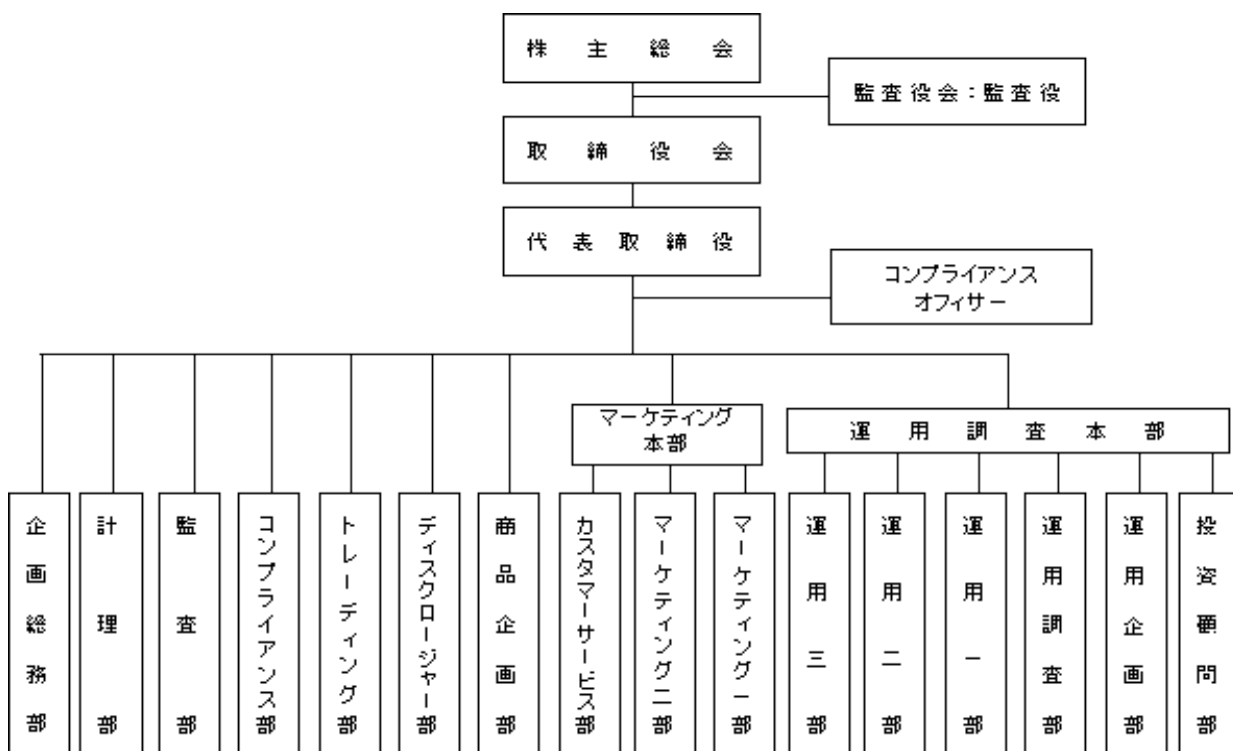 株主総会
監査役会：監査役
取締役会
代表取締役
コンプライアンス
オフィサー
マーケティング
本部
運用調査本部
企画総務部
計理部
監査部
コンプライアンス部
トレーディング部
ディスクロージャー部
商品企画部
カスタマーサービス部
マーケティング二部
マーケティング一部
運用三部
運用二部
運用一部
運用調査部
運用企画部
投資顧問部